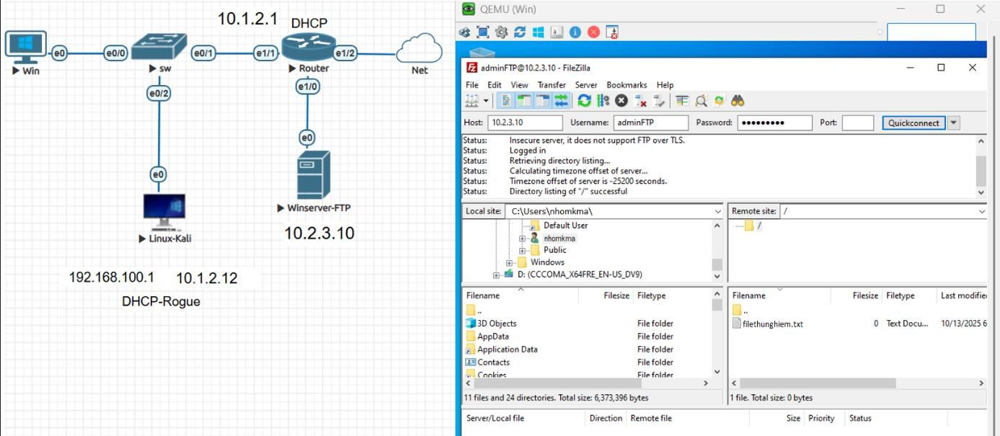 10.1.2.1
DHCP
e0
e0/0
e0/1
e1/1
e1/2
Win
sw
Router
Net
e0/2
e1/0
e0
e0
Winserver-FTP
10.2.3.10
Linux-Kali
192.168.100.1 10.1.2.12
DHCP-Rogue
QEMU (Win)
adminFTP@10.2.3.10 - FileZilla
File Edit View Transfer Server Bookmarks Help
Host: 10.2.3.10 Username: adminFTP Password: ●●●●●●●●● Port: Quickconnect
Status: Insecure server, it does not support FTP over TLS.
Status: Logged in
Status: Retrieving directory listing...
Status: Calculating timezone offset of server...
Status: Timezone offset of server is -25200 seconds.
Status: Directory listing of "/" successful
Local site: C:\Users\nhomkma\
Default User
nhomkma
Public
Windows
D: (CCCOMA_X64FRE_EN-US_DV9)
Remote site: /
/
Filename Filesize Filetype
..
3D Objects File folder
AppData File folder
Application Data File folder
Contacts File folder
Cookies File folder
11 files and 24 directories. Total size: 6,373,396 bytes
Filename Filesize Filetype Last modified
..
filethunghiem.txt 0 Text Docu... 10/13/2025 6
1 file. Total size: 0 bytes
Server/Local file Direction Remote file Size Priority Status